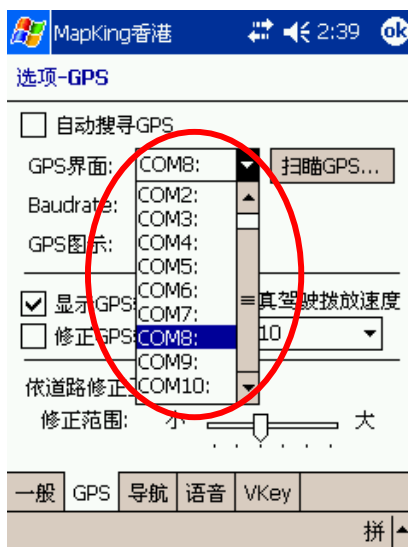 MapKing香港 2:39 ok
选项-GPS
自动搜寻GPS
GPS界面: COM8: 扫瞄GPS...
Baudrate:
GPS图示:
COM2:
COM3:
COM4:
COM5:
COM6:
COM7:
COM8:
COM9:
COM10:
显示GPS 真驾驶拔放速度
修正GPS 10
依道路修正
修正范围: 小 大
一般 GPS 导航 语音 VKey
拼